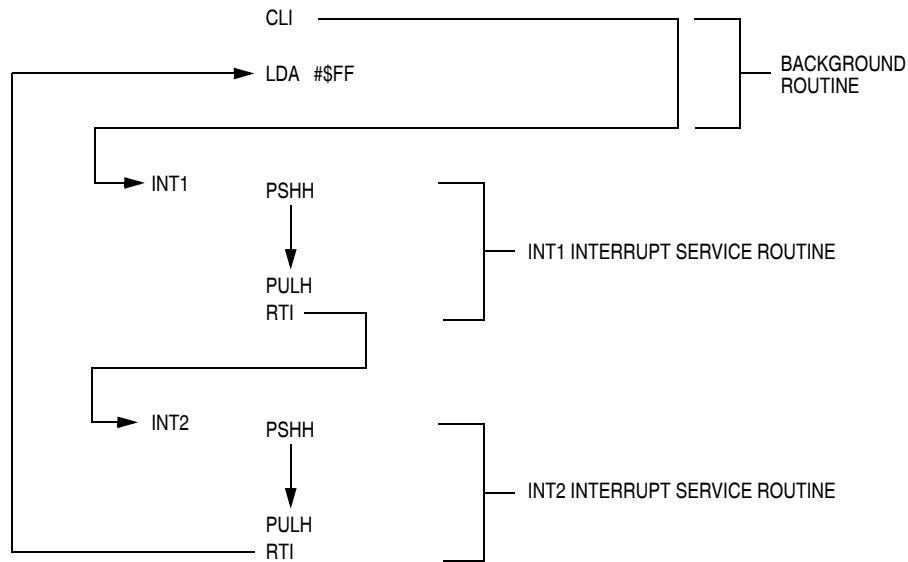 CLI
LDA #$FF
BACKGROUND
ROUTINE
INT1
PSHH
INT1 INTERRUPT SERVICE ROUTINE
PULH
RTI
INT2
PSHH
INT2 INTERRUPT SERVICE ROUTINE
PULH
RTI